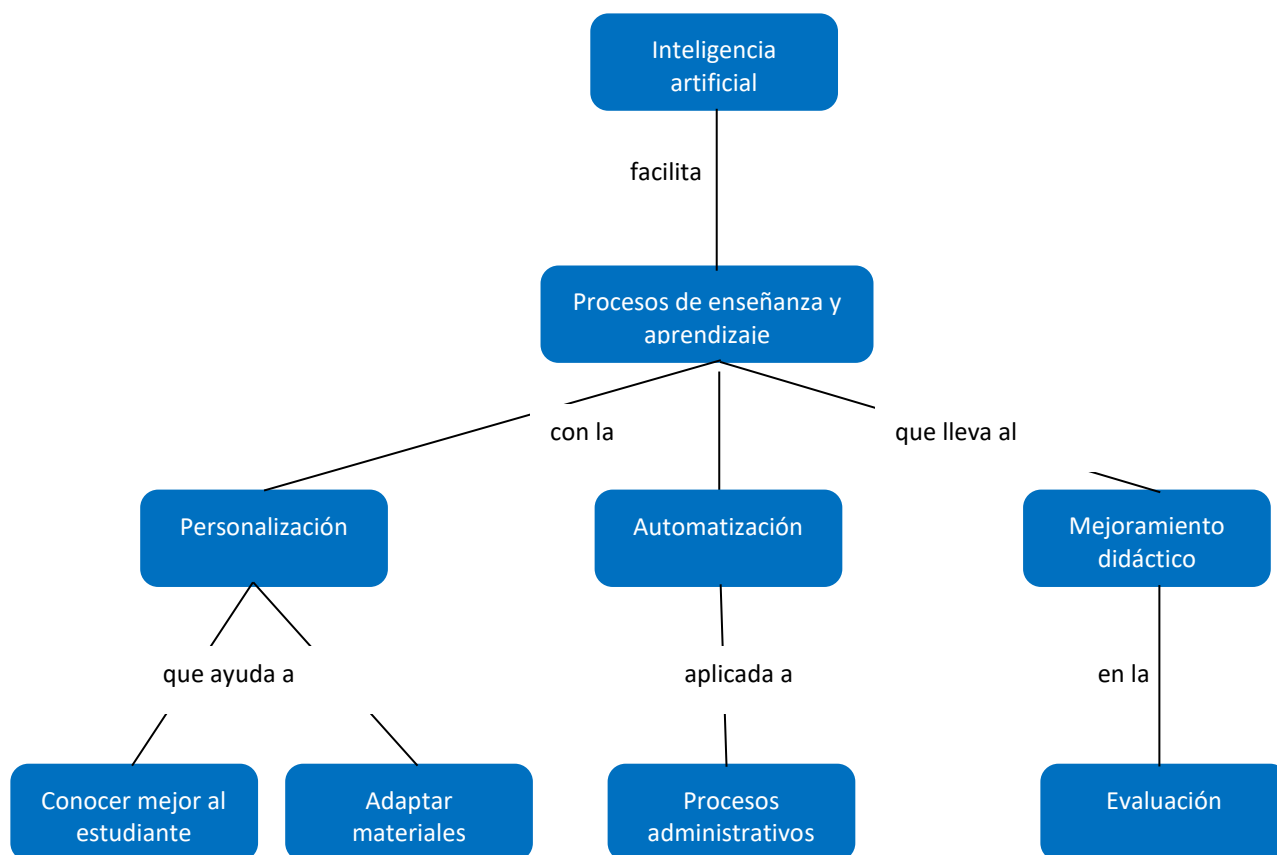 Inteligencia
artificial
facilita
Procesos de enseñanza y
aprendizaje
con la
que lleva al
Personalización
Automatización
Mejoramiento
didáctico
que ayuda a
aplicada a
en la
Conocer mejor al
estudiante
Adaptar
materiales
Procesos
administrativos
Evaluación